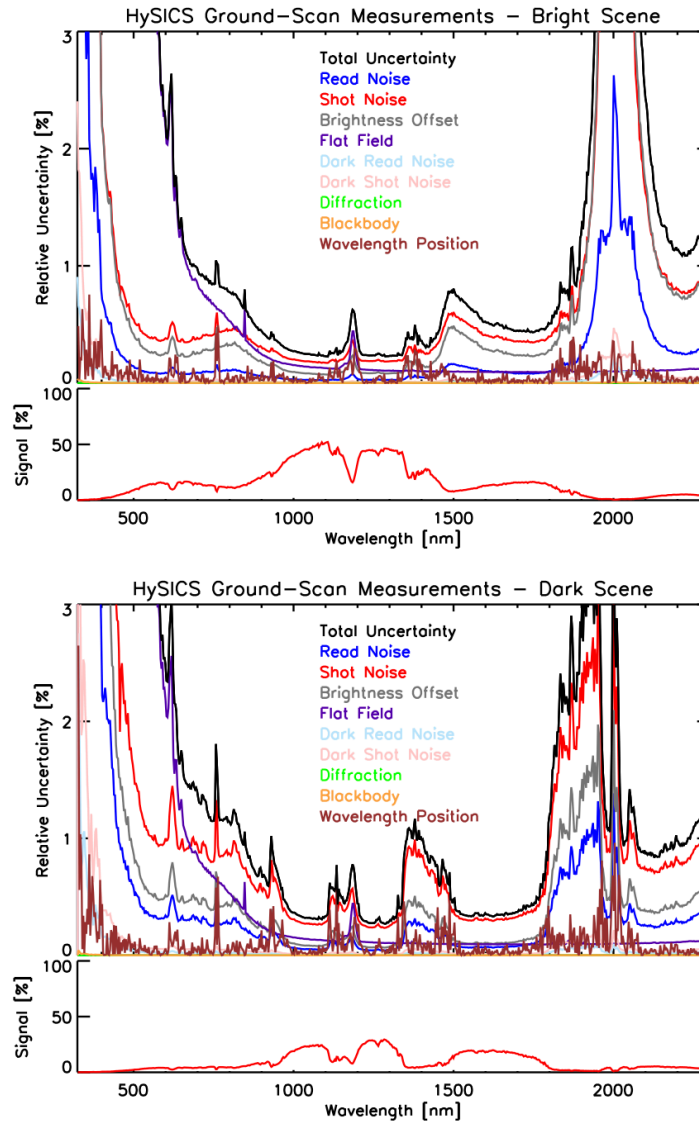 HySICS Ground-Scan Measurements - Bright Scene
3
2
1
0
Relative Uncertainty [%]
Total Uncertainty
Read Noise
Shot Noise
Brightness Offset
Flat Field
Dark Read Noise
Dark Shot Noise
Diffraction
Blackbody
Wavelength Position
100
50
0
Signal [%]
500 1000 1500 2000
Wavelength [nm]
HySICS Ground-Scan Measurements - Dark Scene
3
2
1
0
Relative Uncertainty [%]
Total Uncertainty
Read Noise
Shot Noise
Brightness Offset
Flat Field
Dark Read Noise
Dark Shot Noise
Diffraction
Blackbody
Wavelength Position
100
50
0
Signal [%]
500 1000 1500 2000
Wavelength [nm]